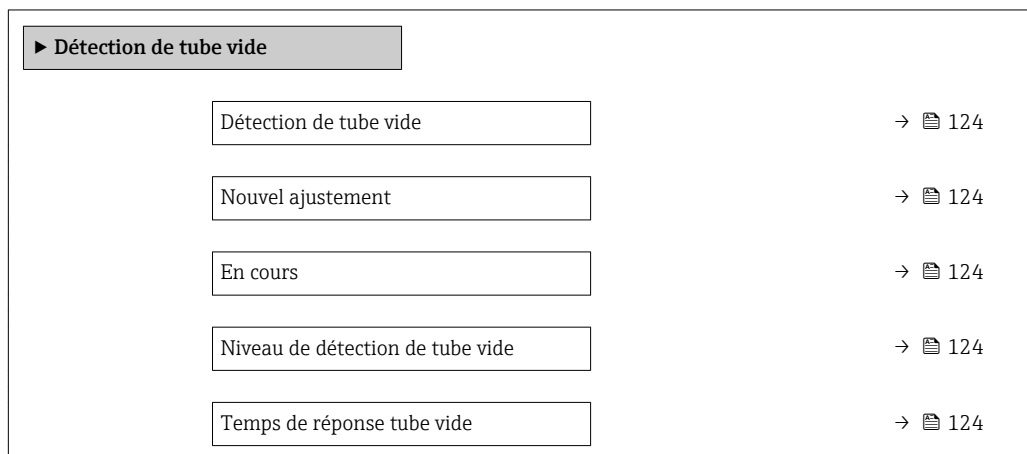 ▶ Détection de tube vide
Détection de tube vide → 124
Nouvel ajustement → 124
En cours → 124
Niveau de détection de tube vide → 124
Temps de réponse tube vide → 124